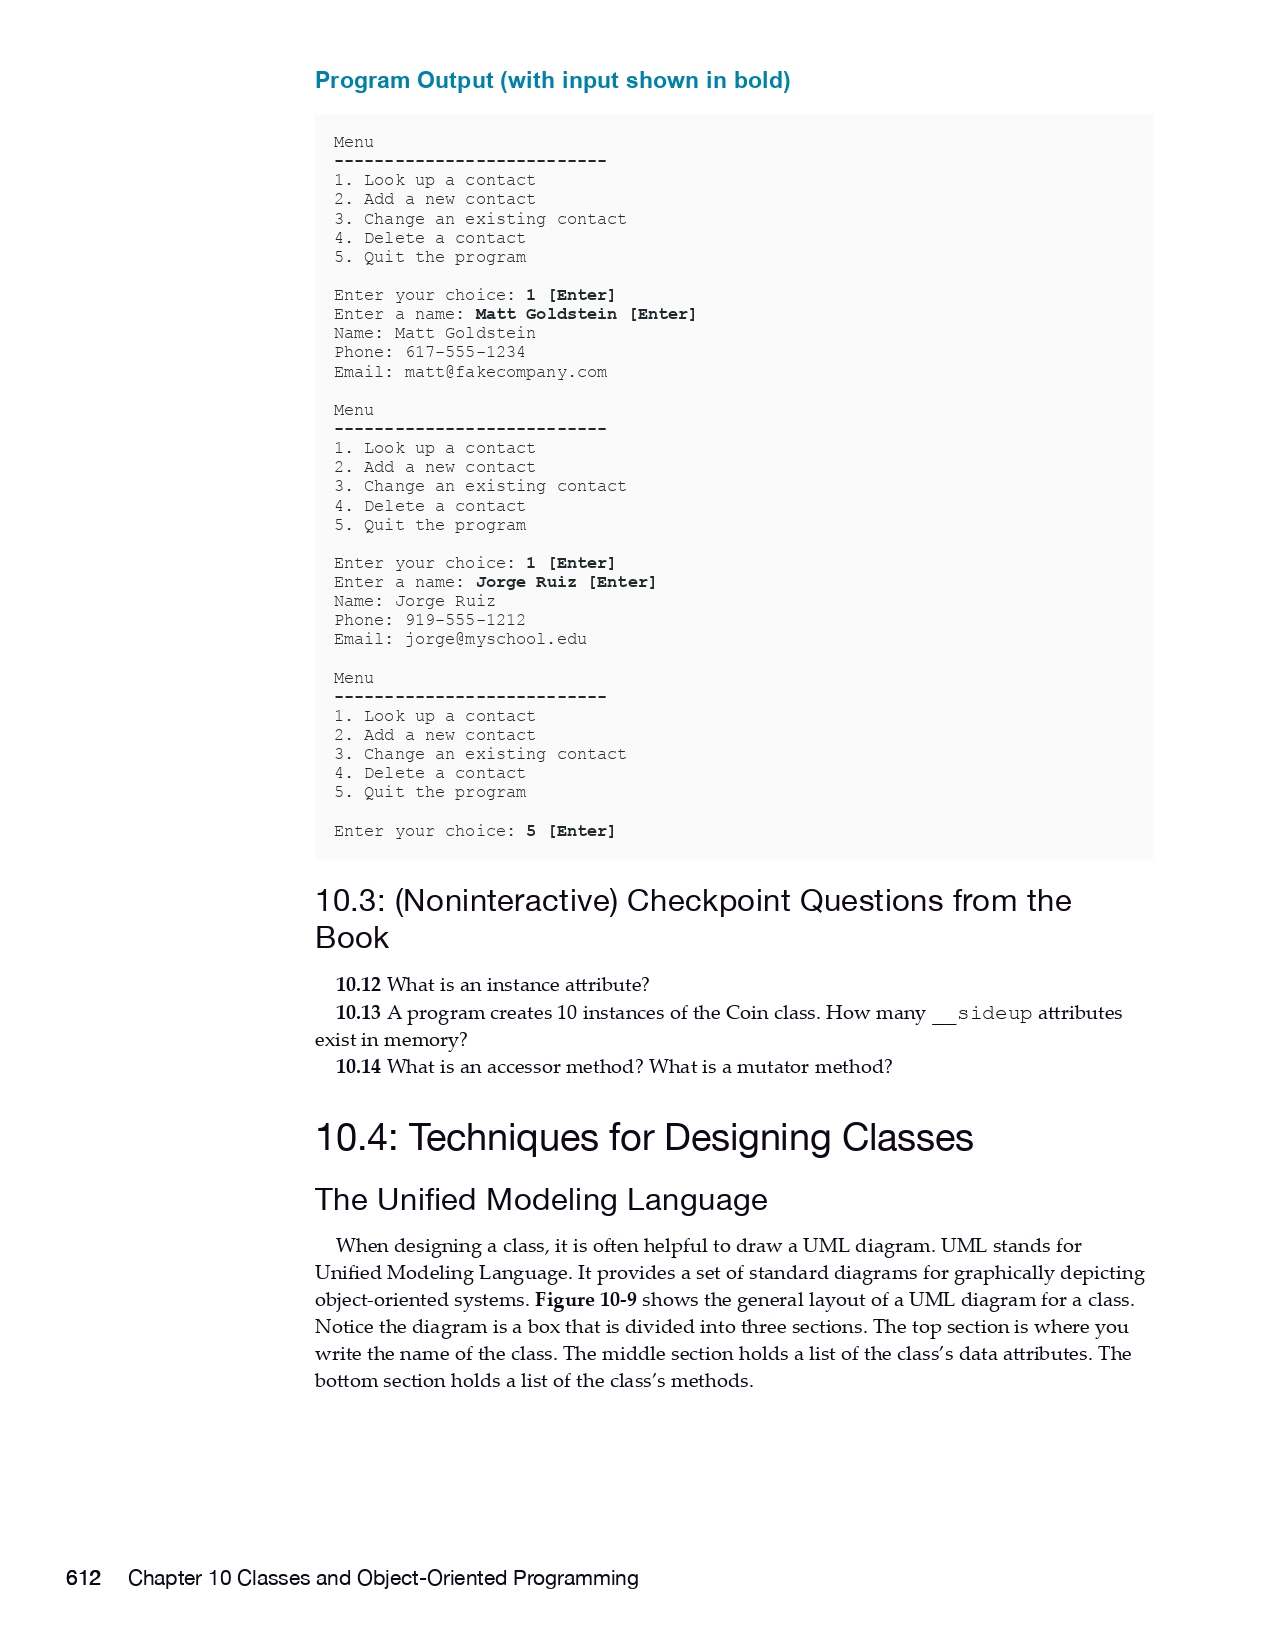 Program Output (with input shown in bold)
Menu
---------------------------
1. Look up a contact
2. Add a new contact
3. Change an existing contact
4. Delete a contact
5. Quit the program
Enter your choice: 1 [Enter]
Enter a name: Matt Goldstein [Enter]
Name: Matt Goldstein
Phone: 617-555-1234
Email: matt@fakecompany.com
Menu
---------------------------
1. Look up a contact
2. Add a new contact
3. Change an existing contact
4. Delete a contact
5. Quit the program
Enter your choice: 1 [Enter]
Enter a name: Jorge Ruiz [Enter]
Name: Jorge Ruiz
Phone: 919-555-1212
Email: jorge@myschool.edu
Menu
---------------------------
1. Look up a contact
2. Add a new contact
3. Change an existing contact
4. Delete a contact
5. Quit the program
Enter your choice: 5 [Enter]
10.3: (Noninteractive) Checkpoint Questions from the
Book
10.12 What is an instance attribute?
10.13 A program creates 10 instances of the Coin class. How many __sideup attributes
exist in memory?
10.14 What is an accessor method? What is a mutator method?
10.4: Techniques for Designing Classes
The Unified Modeling Language
When designing a class, it is often helpful to draw a UML diagram. UML stands for
Unified Modeling Language. It provides a set of standard diagrams for graphically depicting
object-oriented systems. Figure 10-9 shows the general layout of a UML diagram for a class.
Notice the diagram is a box that is divided into three sections. The top section is where you
write the name of the class. The middle section holds a list of the class’s data attributes. The
bottom section holds a list of the class’s methods.
612 Chapter 10 Classes and Object-Oriented Programming